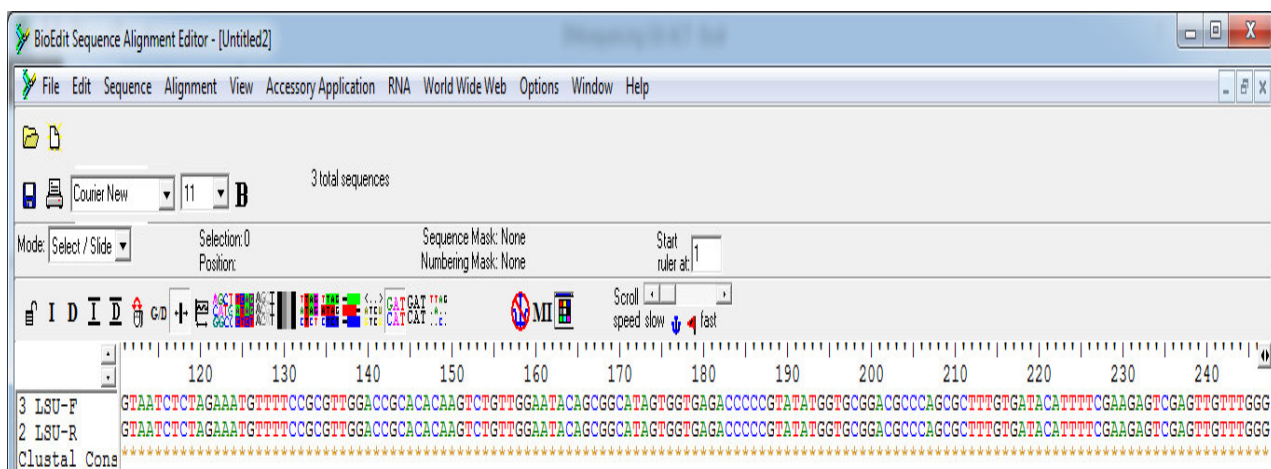 BioEdit Sequence Alignment Editor - [Untitled2]
File Edit Sequence Alignment View Accessory Application RNA World Wide Web Options Window Help
3 total sequences
Courier New 11 B
Mode: Select / Slide Selection: 0 Sequence Mask: None Start
Position: Numbering Mask: None ruler at: 1
Scroll
I D I D G/D MI
speed slow fast
120 130 140 150 160 170 180 190 200 210 220 230 240
3 LSU-F GTAATCTCTAGAAATGTTTTCCGCGTTGGACCGCACACAAGTCTGTTGGAATACAGCGGCATAGTGGTGAGACCCCCGTATATGGTGCGGACGCCCAGCGCTTTGTGATACATTTTCGAAGAGTCGAGTTGTTTGGG
2 LSU-R GTAATCTCTAGAAATGTTTTCCGCGTTGGACCGCACACAAGTCTGTTGGAATACAGCGGCATAGTGGTGAGACCCCCGTATATGGTGCGGACGCCCAGCGCTTTGTGATACATTTTCGAAGAGTCGAGTTGTTTGGG
Clustal Cons